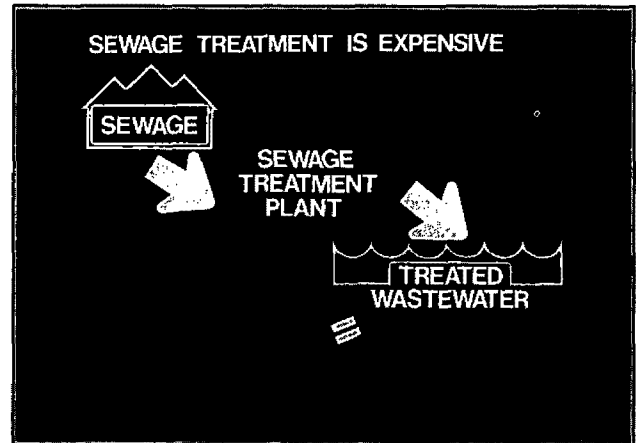 SEWAGE TREATMENT IS EXPENSIVE
SEWAGE
SEWAGE
TREATMENT
PLANT
TREATED
WASTEWATER